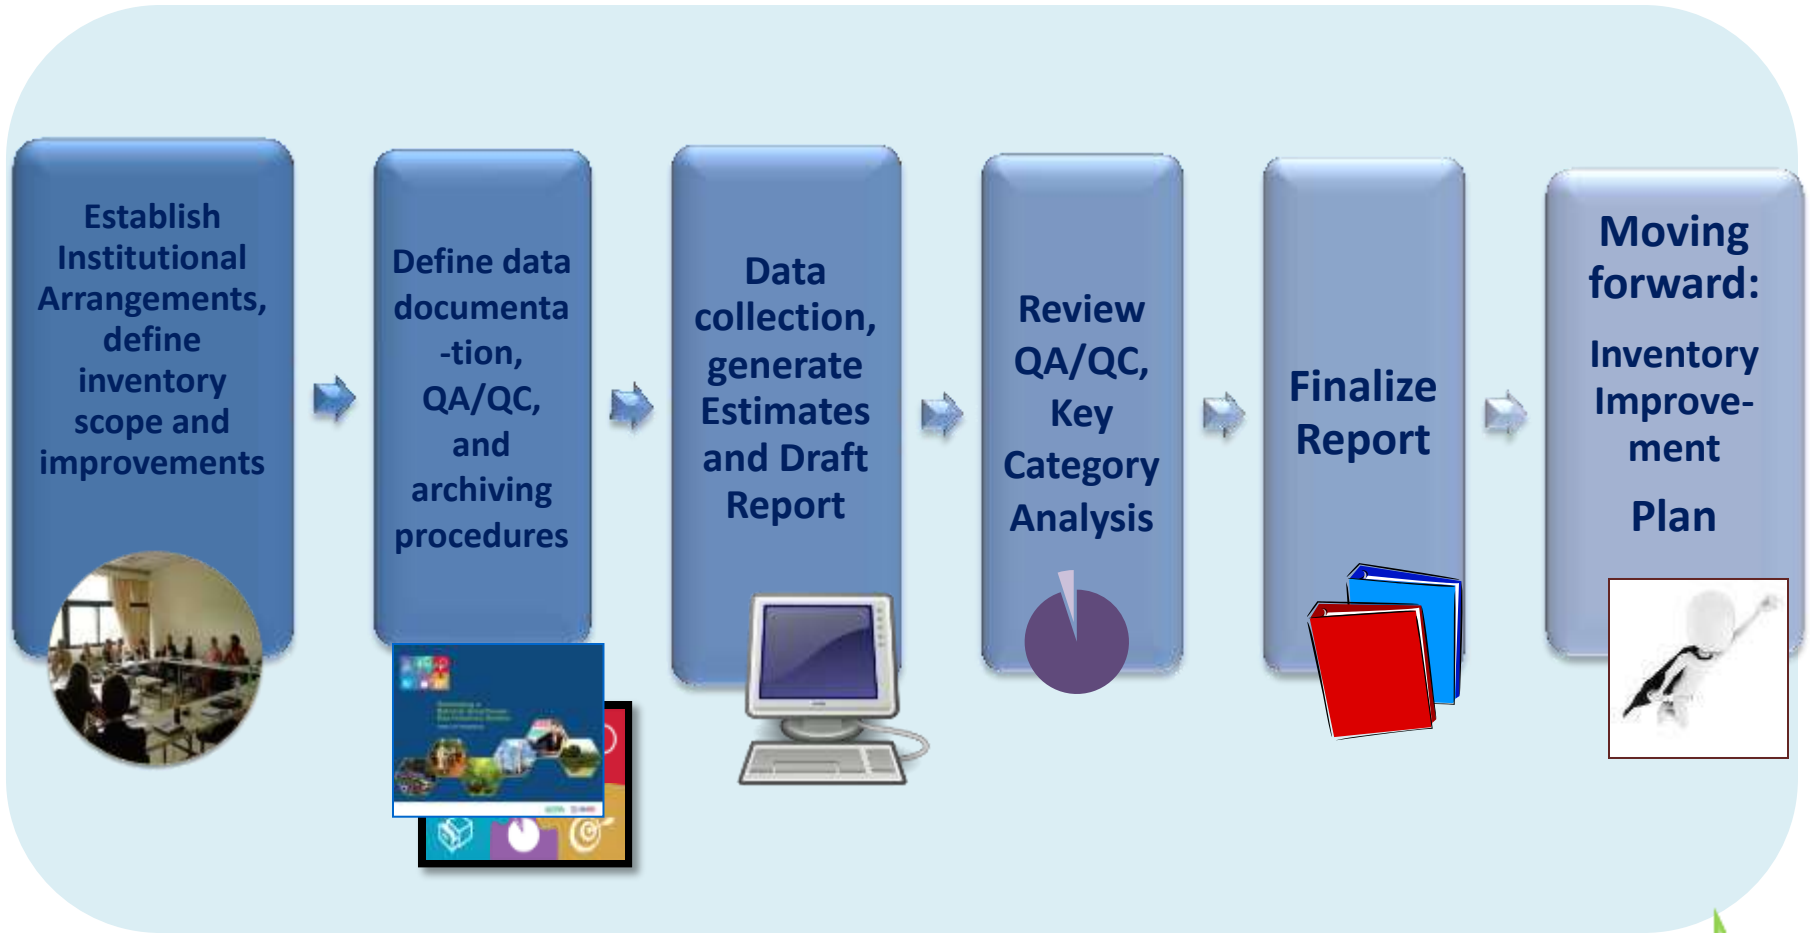 Establish
Institutional
Arrangements,
define
inventory
scope and
improvements
Define data
documenta
-tion,
QA/QC,
and
archiving
procedures
Data
collection,
generate
Estimates
and Draft
Report
Review
QA/QC,
Key
Category
Analysis
Finalize
Report
Moving
forward:
Inventory
Improve-
ment
Plan